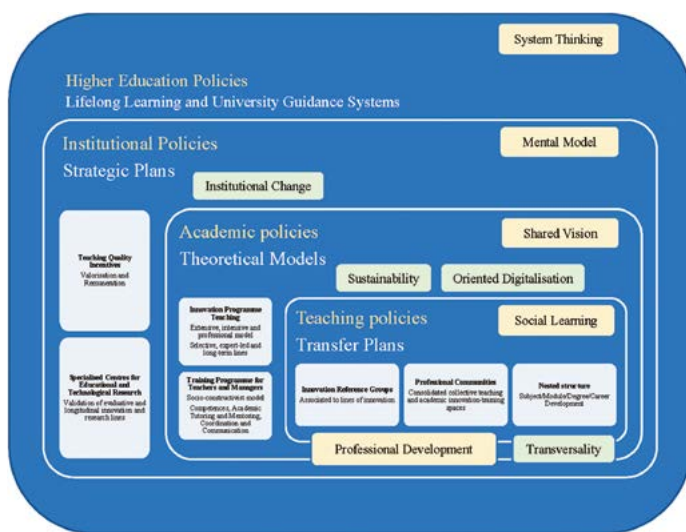 System Thinking
Higher Education Policies
Lifelong Learning and University Guidance Systems
Institutional Policies
Mental Model
Strategic Plans
Institutional Change
Academic policies
Shared Vision
Theoretical Models
Sustainability
Oriented Digitalisation
Teaching Quality
Incentives
Valorisation and
Remuneration
Specialised Centres for
Educational and
Technological Research
Validation of evaluative and
longitudinal innovation and
research lines
Innovation Programme
Teaching
Extensive, intensive and
professional model
Selective, expert-led and
long-term lines
Training Programme for
Teachers and Managers
Socio-constructivist model
Competences, Academic
Tutoring and Mentoring,
Coordination and
Communication
Teaching policies
Social Learning
Transfer Plans
Innovation Reference Groups
Associated to lines of innovation
Professional Communities
Consolidated collective teaching
and academic innovation-training
spaces
Nested structure
Subject/Module/Degree/Career
Development
Professional Development
Transversality